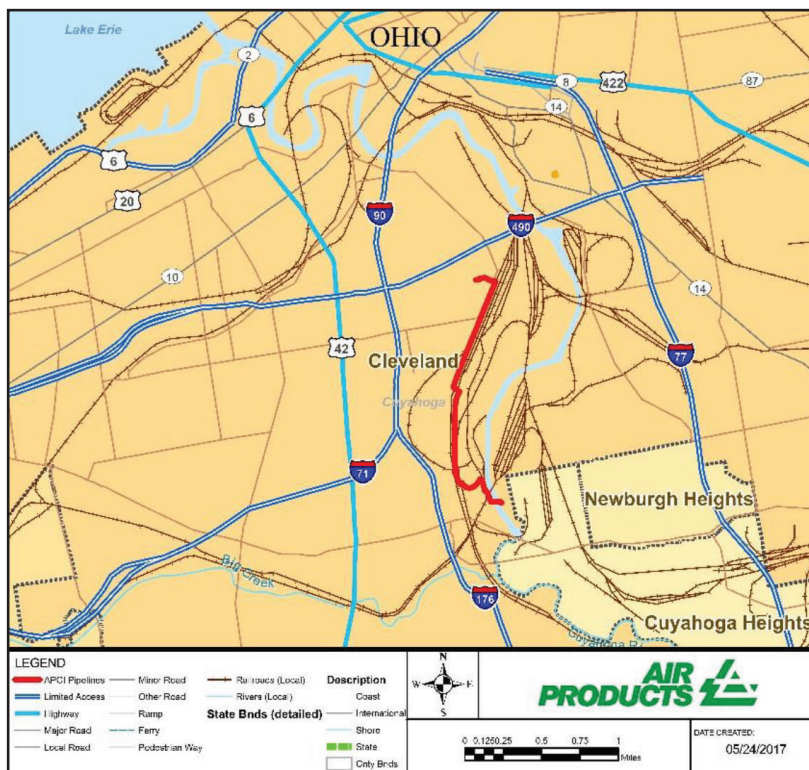 OHIO
Lake Erie
2
6
8
422
87
14
6
20
90
490
10
14
42
Cleveland
77
Cuyahoga
71
Newburgh Heights
Big Creek
176
Cuyahoga Heights
Cuyahoga R
LEGEND
APCI Pipelines
Limited Access
Highway
Major Road
Local Road
Minor Road
Other Road
Ramp
Ferry
Pedestrian Way
Railroads (Local)
Rivers (Local)
State Bnds (detailed)
Description
Coast
International
Shore
State
Cnty Bnds
N
W E
S
AIR
PRODUCTS
0 0.125 0.25 0.5 0.75 1
Miles
DATE CREATED:
05/24/2017